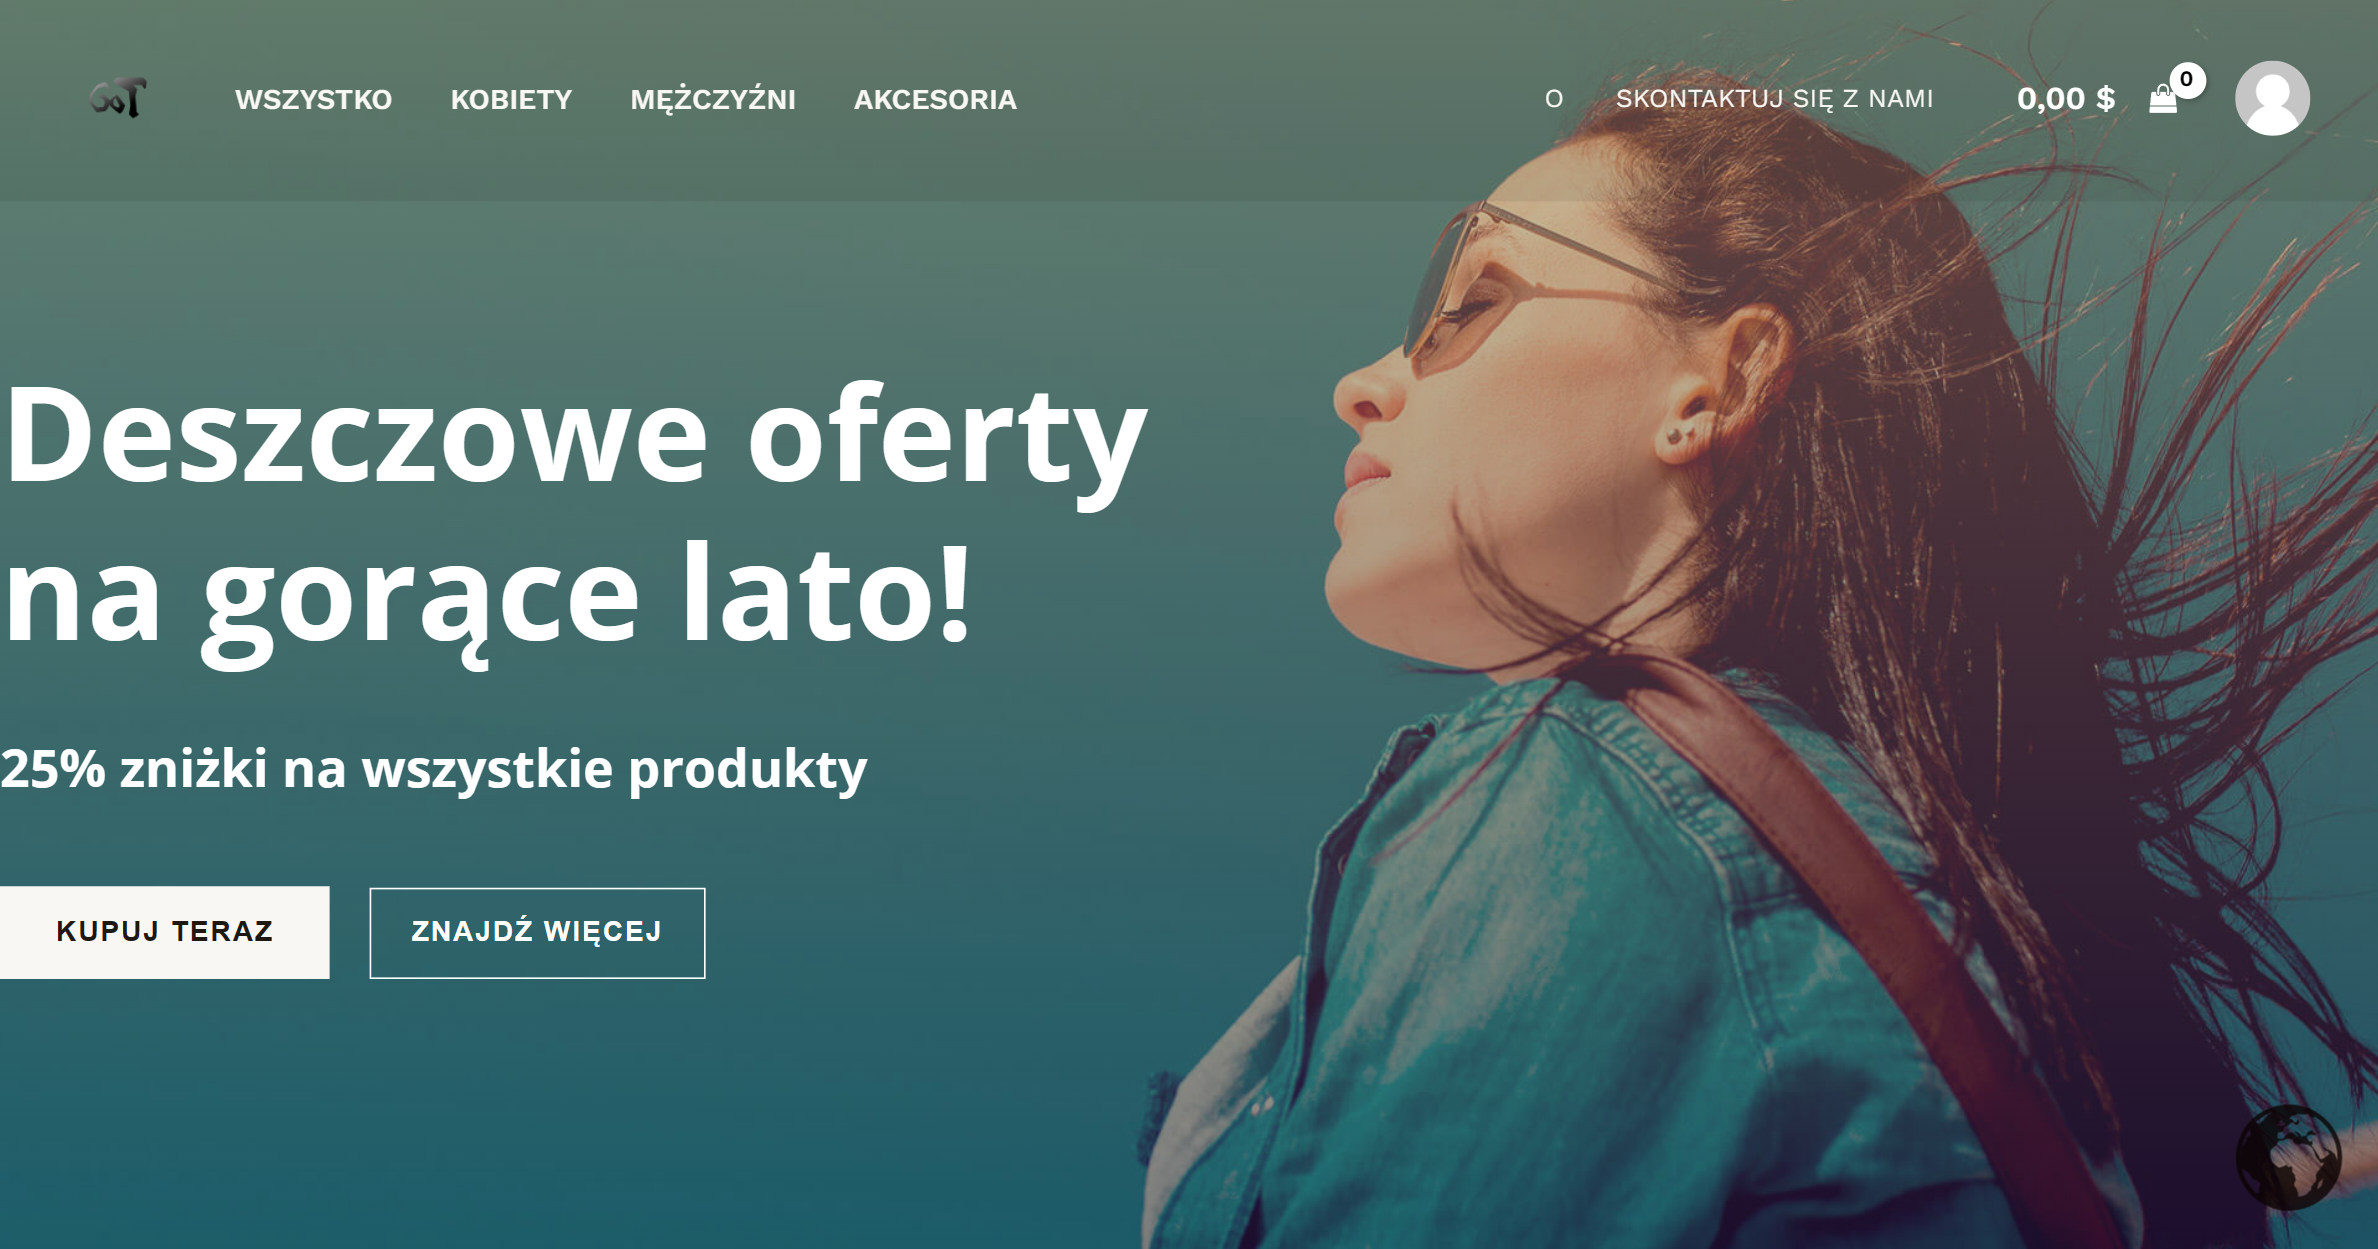 WSZYSTKO KOBIETY MĘŻCZYŹNI AKCESORIA O SKONTAKTUJ SIĘ Z NAMI 0,00 $ 0
Deszczowe oferty
na gorące lato!
25% zniżki na wszystkie produkty
KUPUJ TERAZ ZNAJDŹ WIĘCEJ